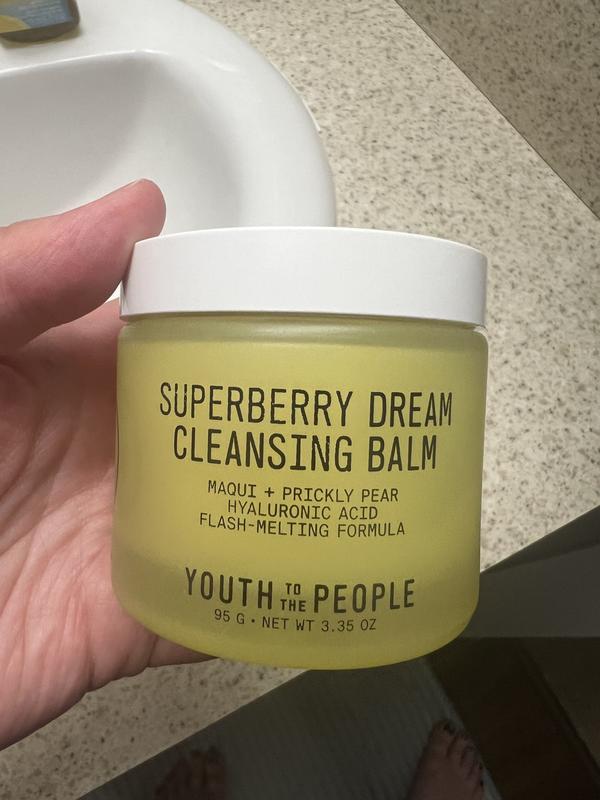 SUPERBERRY DREAM
CLEANSING BALM
MAQUI + PRICKLY PEAR
HYALURONIC ACID
FLASH-MELTING FORMULA
YOUTH TO THE PEOPLE
95 G • NET WT 3.35 OZ